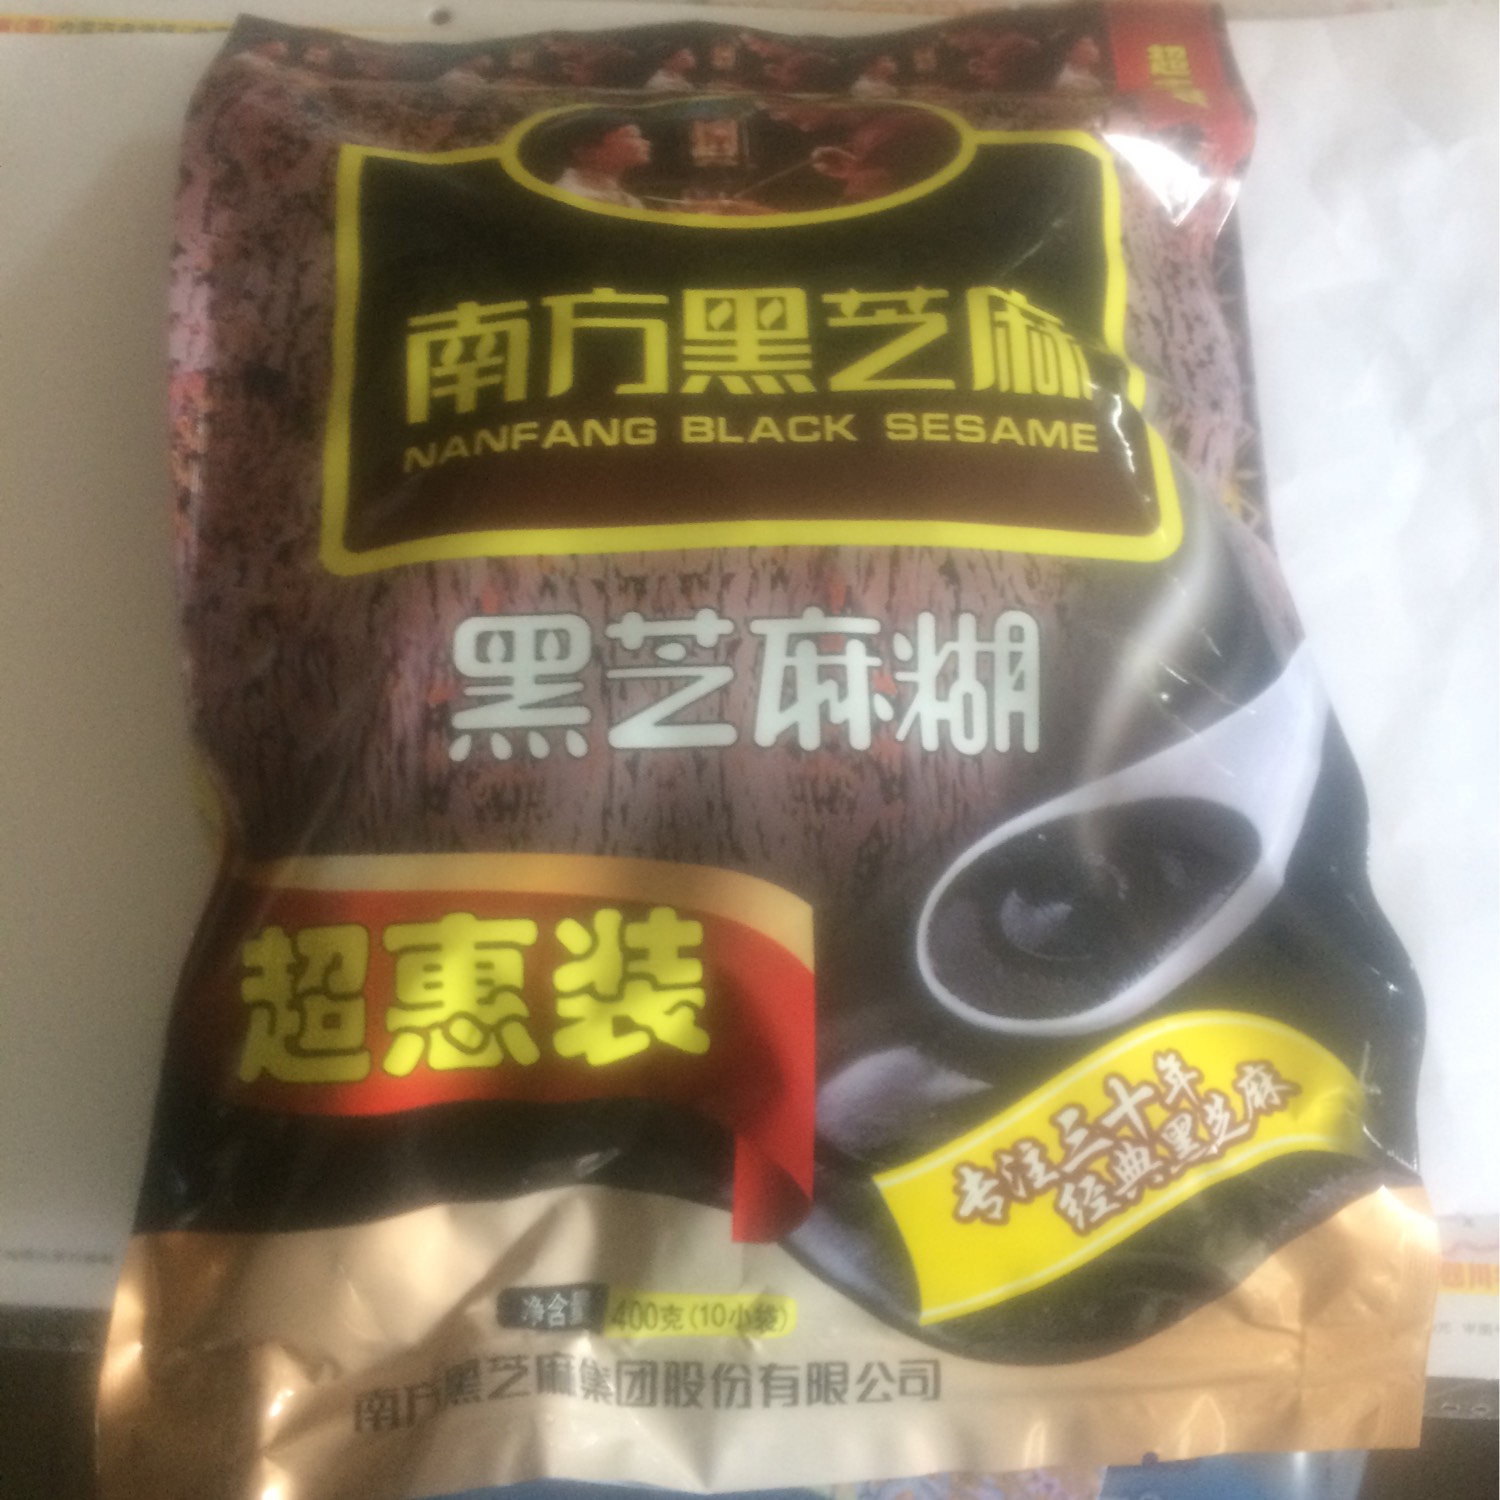 南方黑芝麻
NANFANG BLACK SESAME
黑芝麻糊
超惠装
专注三十年
经典黑芝麻
净含量 400克(10小袋)
南方黑芝麻集团股份有限公司